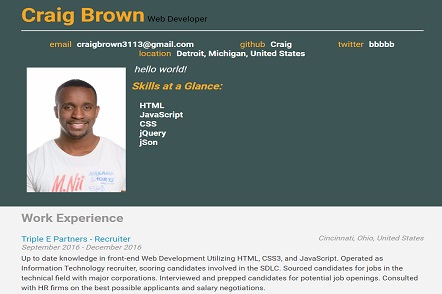 Craig Brown Web Developer
email craigbrown3113@gmail.com github Craig twitter bbbbb
location Detroit, Michigan, United States
hello world!
Skills at a Glance:
HTML
JavaScript
CSS
jQuery
jSon
M.Nii
Work Experience
Triple E Partners - Recruiter Cincinnati, Ohio, United States
September 2016 - December 2016
Up to date knowledge in front-end Web Development Utilizing HTML, CSS3, and JavaScript. Operated as
Information Technology recruiter, scoring candidates involved in the SDLC. Sourced candidates for jobs in the
technical field with major corporations. Interviewed and prepped candidates for potential job openings. Consulted
with HR firms on the best possible applicants and salary negotiations.